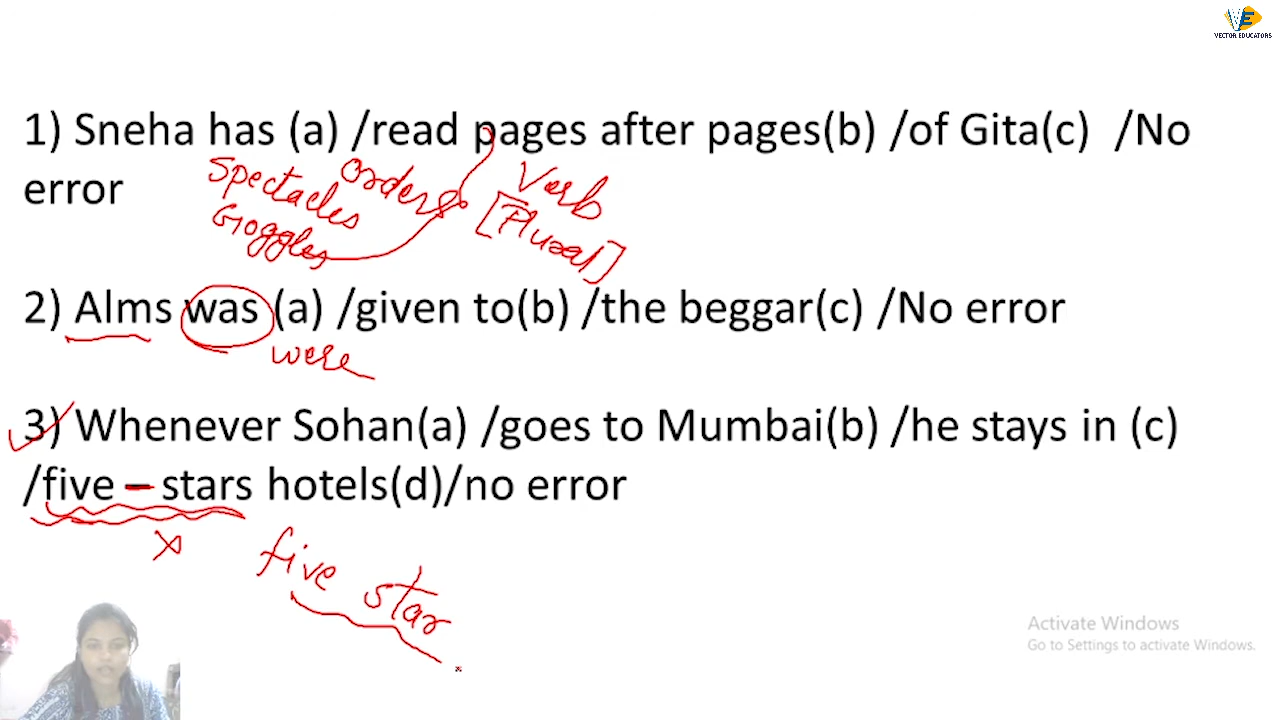 VECTOR EDUCATORS
1) Sneha has (a) /read pages after pages(b) /of Gita(c) /No
error
Spectacles orders Verb
Goggles [Plural]
2) Alms was (a) /given to(b) /the beggar(c) /No error
were
3) Whenever Sohan(a) /goes to Mumbai(b) /he stays in (c)
/five – stars hotels(d)/no error
five star
Activate Windows
Go to Settings to activate Windows.